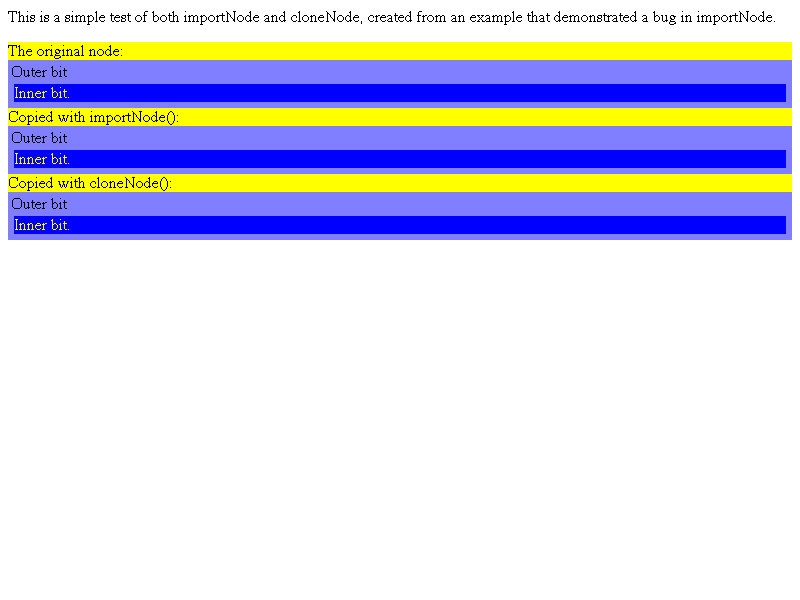 This is a simple test of both importNode and cloneNode, created from an example that demonstrated a bug in importNode.
The original node:
Outer bit
Inner bit.
Copied with importNode():
Outer bit
Inner bit.
Copied with cloneNode():
Outer bit
Inner bit.